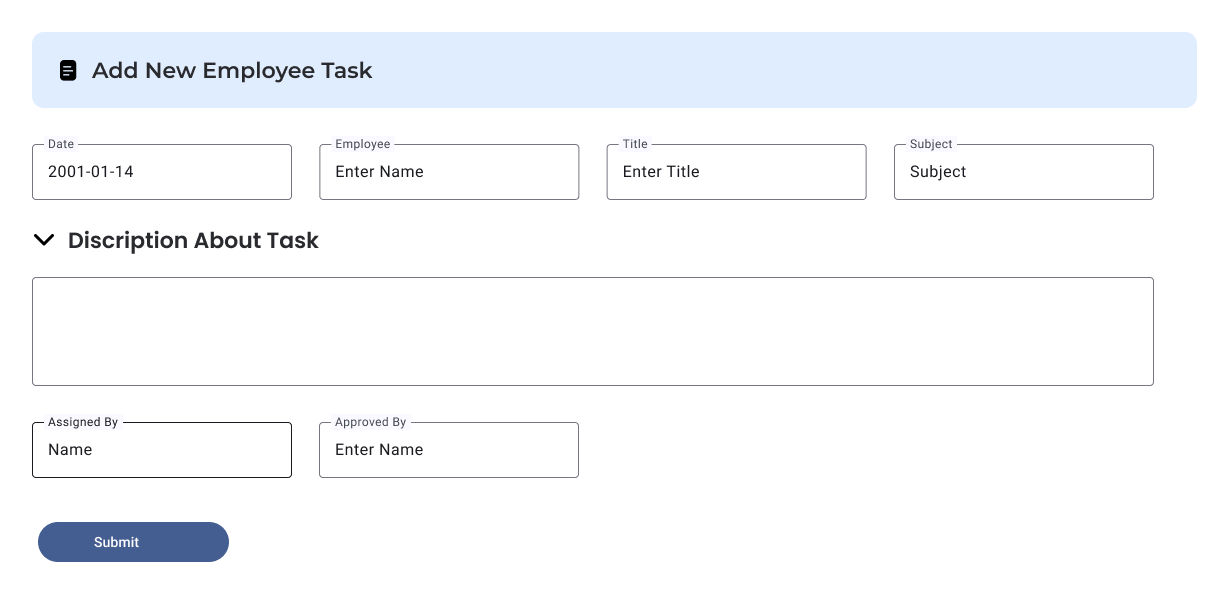 Add New Employee Task
Date
Employee
Title
Subject
2001-01-14
Enter Name
Enter Title
Subject
Discription About Task
Assigned By
Approved By
Name
Enter Name
Submit